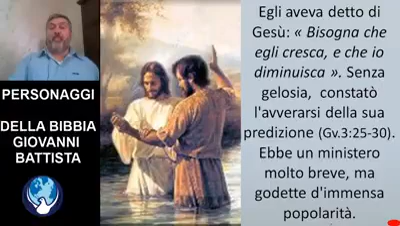 PERSONAGGI
DELLA BIBBIA
GIOVANNI
BATTISTA
Egli aveva detto di
Gesù: « Bisogna che
egli cresca, e che io
diminuisca ». Senza
gelosia, constatò
l'avverarsi della sua
predizione (Gv.3:25-30).
Ebbe un ministero
molto breve, ma
godette d'immensa
popolarità.